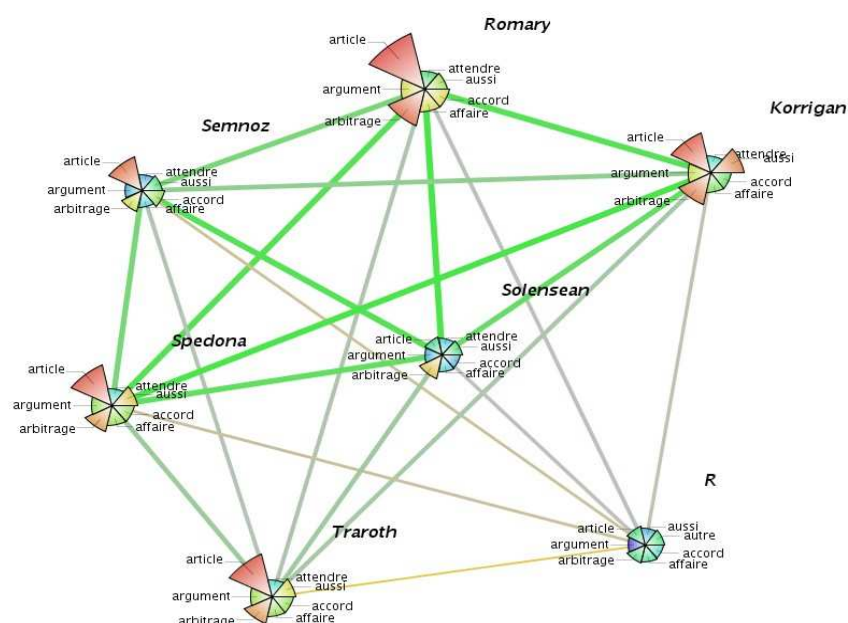 Romary
article
attendre
aussi
argument
accord
affaire
arbitrage
Korrigan
article
attendre
aussi
argument
accord
affaire
arbitrage
Semnoz
article
attendre
aussi
argument
accord
affaire
arbitrage
Solensean
article
attendre
aussi
argument
accord
affaire
arbitrage
Spedona
article
attendre
aussi
argument
accord
affaire
arbitrage
R
article
aussi
autre
argument
accord
affaire
arbitrage
Traroth
article
attendre
aussi
argument
accord
affaire
arbitrage